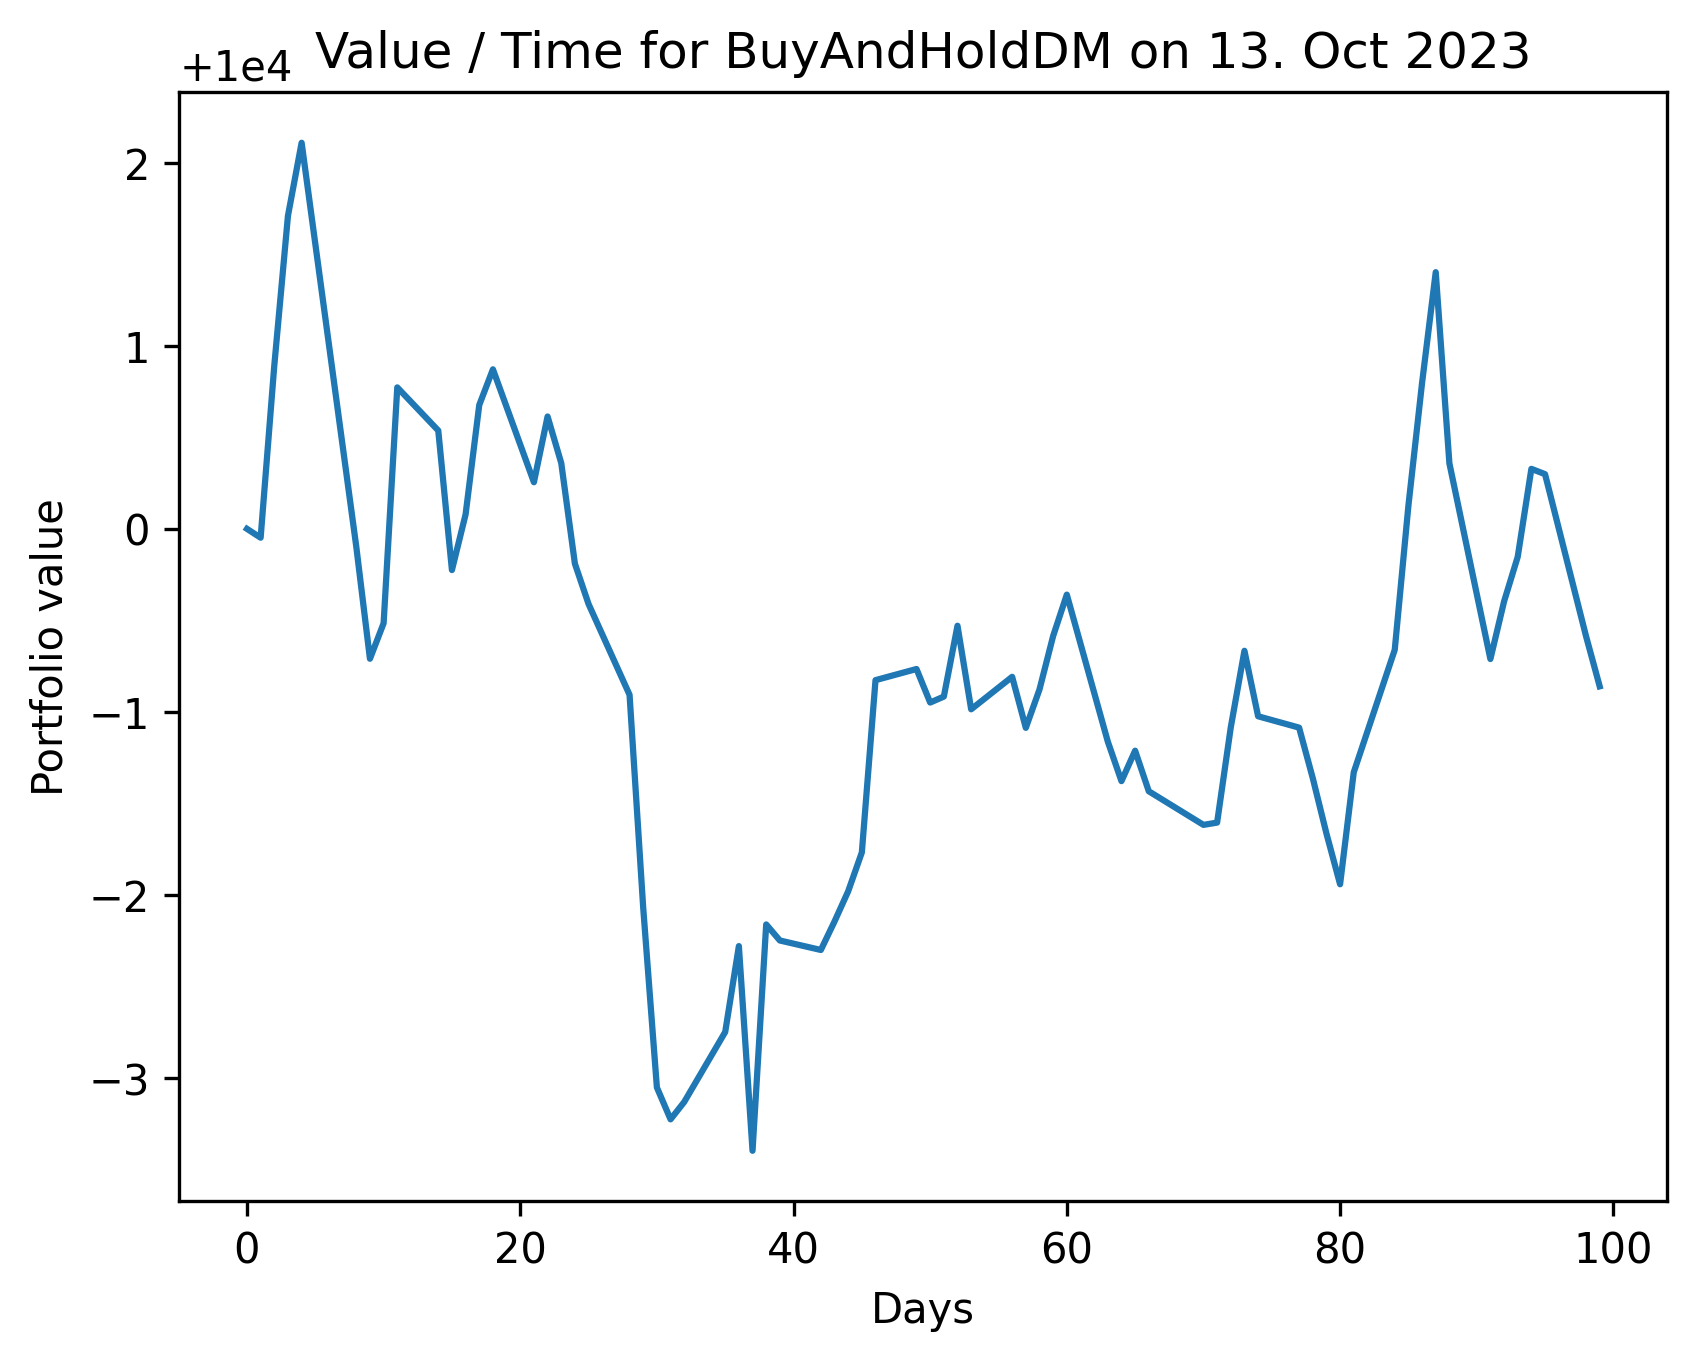 Value / Time for BuyAndHoldDM on 13. Oct 2023
+1e4
2
1
0
−1
−2
−3
Portfolio value
0 20 40 60 80 100
Days